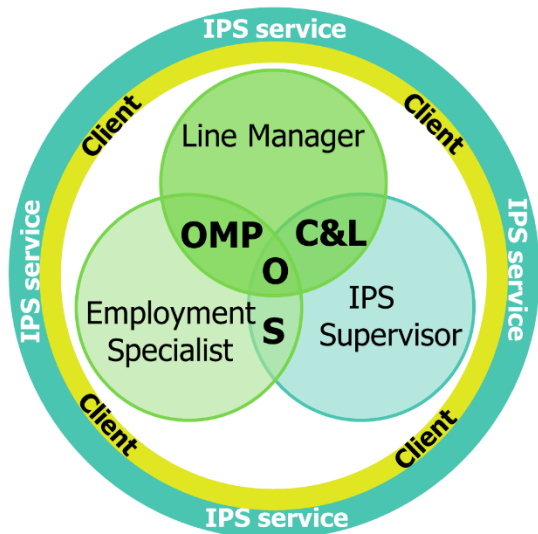 IPS service
Client
Client
Line Manager
IPS service
IPS service
OMP
C&L
O
Employment
Specialist
S
IPS
Supervisor
Client
Client
IPS service